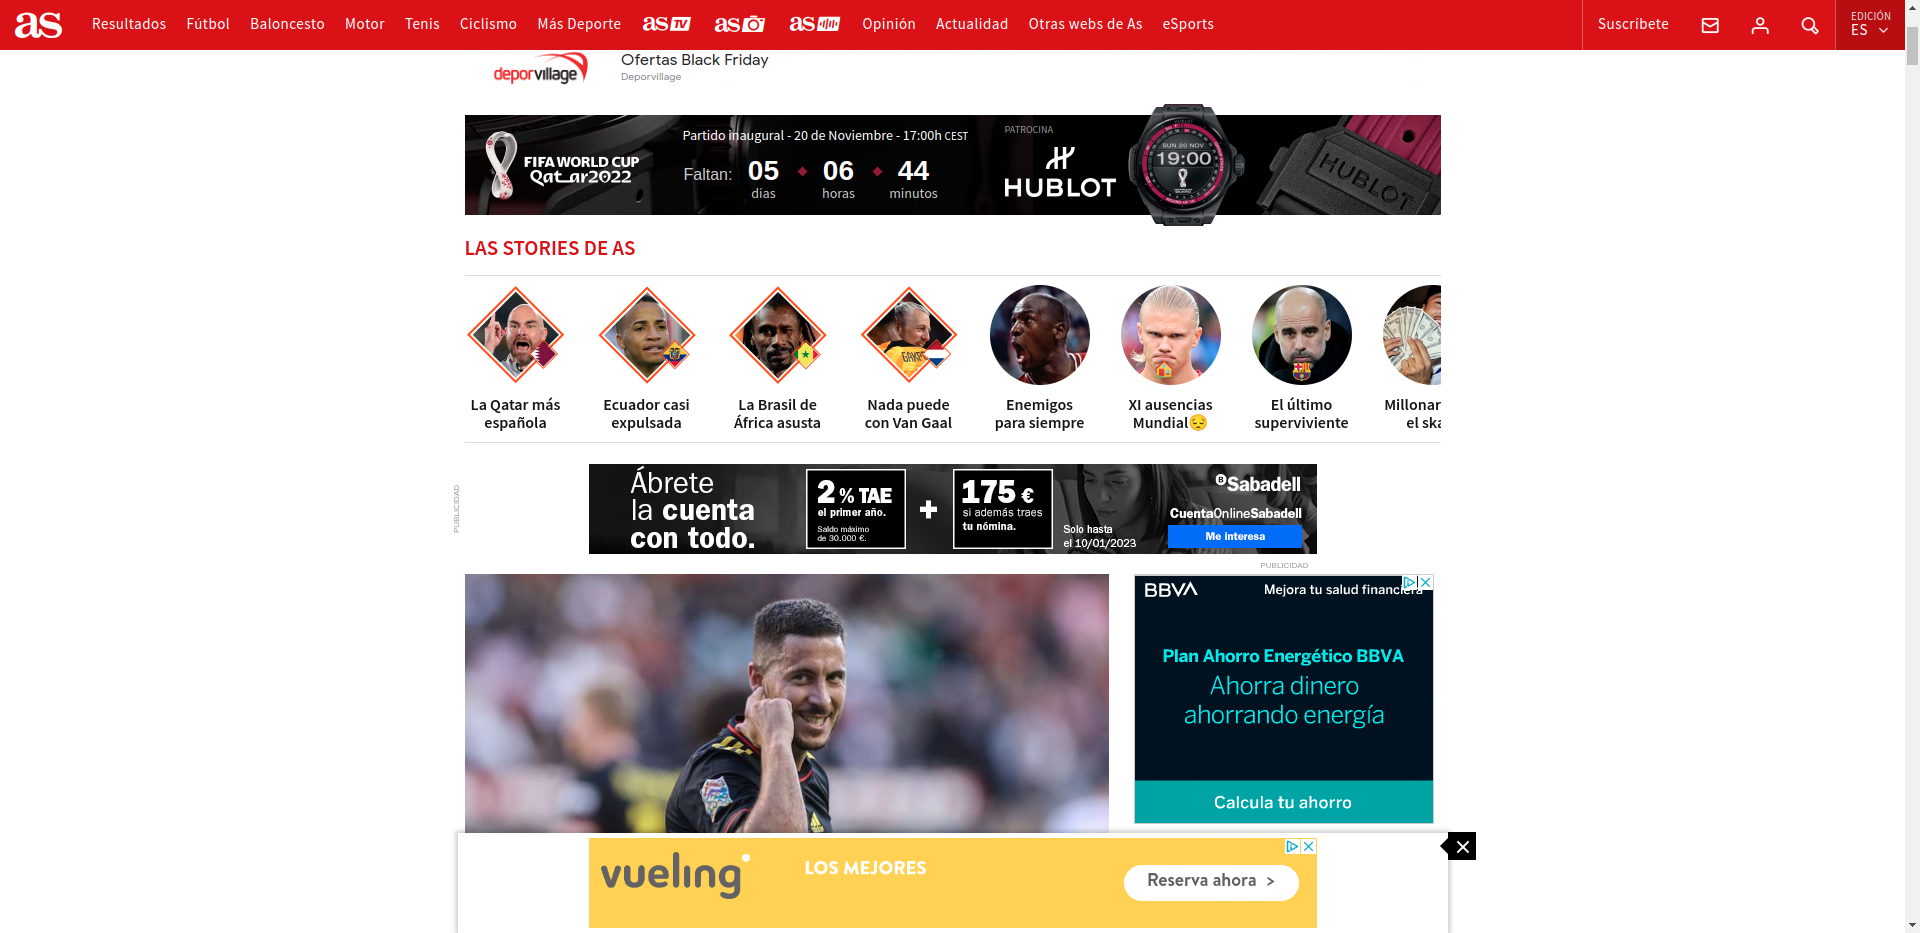 as
Resultados
Fútbol
Baloncesto
Motor
Tenis
Ciclismo
Más Deporte
as TV
as
as
Opinión
Actualidad
Otras webs de As
eSports
Suscríbete
EDICIÓN
ES
deporvillage
Ofertas Black Friday
Deporvillage
FIFA WORLD CUP
Qatar2022
Partido inaugural - 20 de Noviembre - 17:00h CEST
Faltan:
05
días
06
horas
44
minutos
PATROCINA
HUBLOT
HUBLOT
SUN 20 NOV
19:00
HUBLOT
LAS STORIES DE AS
GAKPO
La Qatar más
española
Ecuador casi
expulsada
La Brasil de
África asusta
Nada puede
con Van Gaal
Enemigos
para siempre
XI ausencias
Mundial😔
El último
superviviente
Millonar
el ska
PUBLICIDAD
Ábrete
la cuenta
con todo.
2 % TAE
el primer año.
Saldo máximo
de 30.000 €.
+
175 €
si además traes
tu nómina.
Solo hasta
el 10/01/2023
B Sabadell
CuentaOnlineSabadell
Me interesa
PUBLICIDAD
BBVA
Mejora tu salud financiera
Plan Ahorro Energético BBVA
Ahorra dinero
ahorrando energía
Calcula tu ahorro
vueling
LOS MEJORES
Reserva ahora >